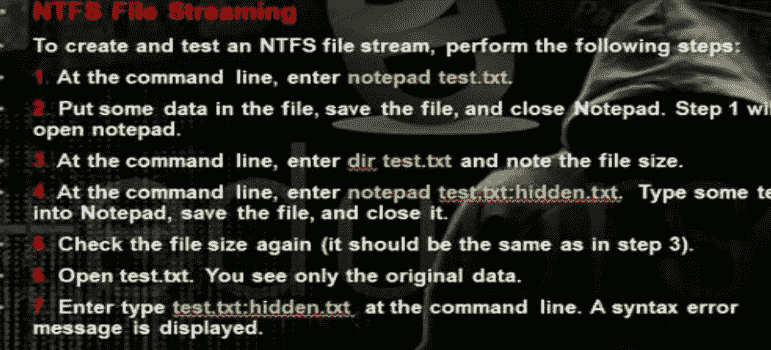 NTFS File Streaming
To create and test an NTFS file stream, perform the following steps:
1. At the command line, enter notepad test.txt.
2. Put some data in the file, save the file, and close Notepad. Step 1 will
open notepad.
3. At the command line, enter dir test.txt and note the file size.
4. At the command line, enter notepad test.txt:hidden.txt. Type some te
into Notepad, save the file, and close it.
5. Check the file size again (it should be the same as in step 3).
6. Open test.txt. You see only the original data.
7. Enter type test.txt:hidden.txt at the command line. A syntax error
message is displayed.